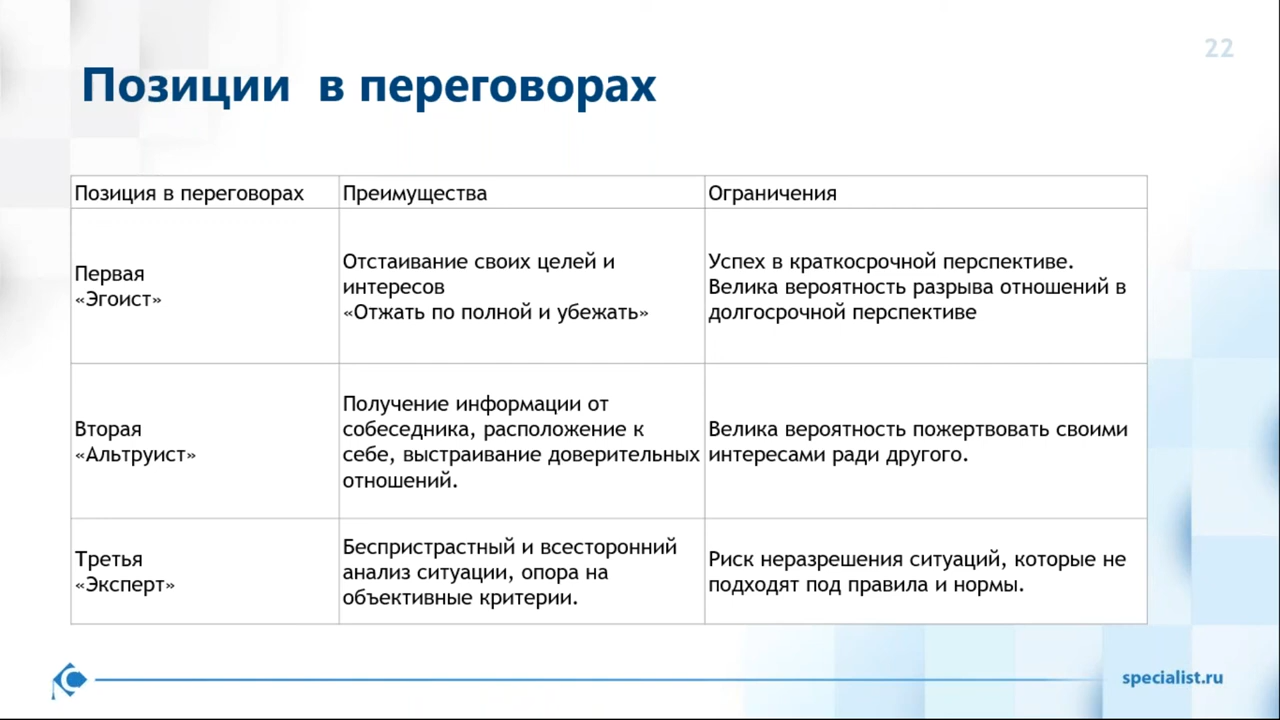 22
Позиции в переговорах
Позиция в переговорах
Преимущества
Ограничения
Первая
«Эгоист»
Отстаивание своих целей и
интересов
«Отжать по полной и убежать»
Успех в краткосрочной перспективе.
Велика вероятность разрыва отношений в
долгосрочной перспективе
Вторая
«Альтруист»
Получение информации от
собеседника, расположение к
себе, выстраивание доверительных
отношений.
Велика вероятность пожертвовать своими
интересами ради другого.
Третья
«Эксперт»
Беспристрастный и всесторонний
анализ ситуации, опора на
объективные критерии.
Риск неразрешения ситуаций, которые не
подходят под правила и нормы.
specialist.ru